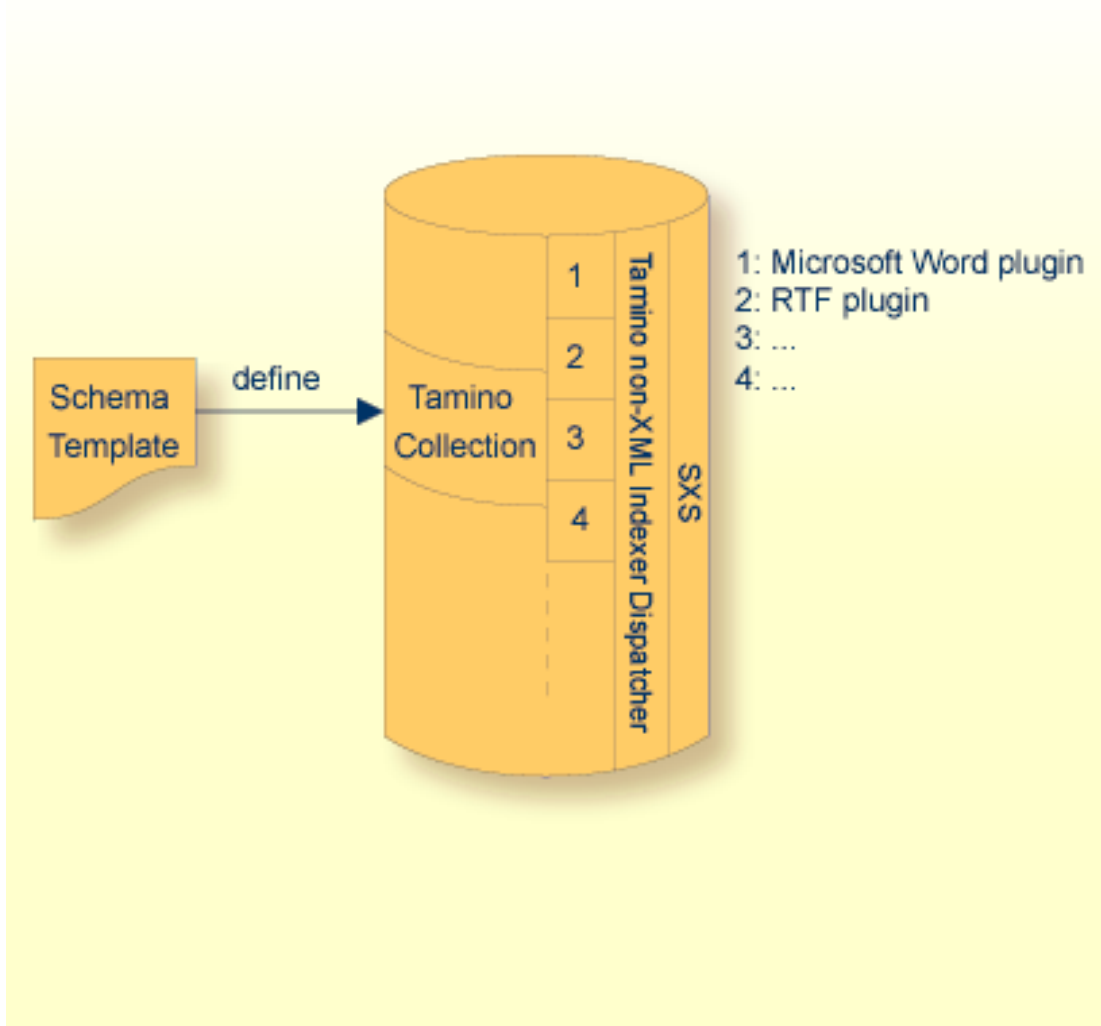 Schema
Template
define
Tamino
Collection
1
2
3
4
Tamino non-XML Indexer Dispatcher
SXS
1: Microsoft Word plugin
2: RTF plugin
3: ...
4: ...